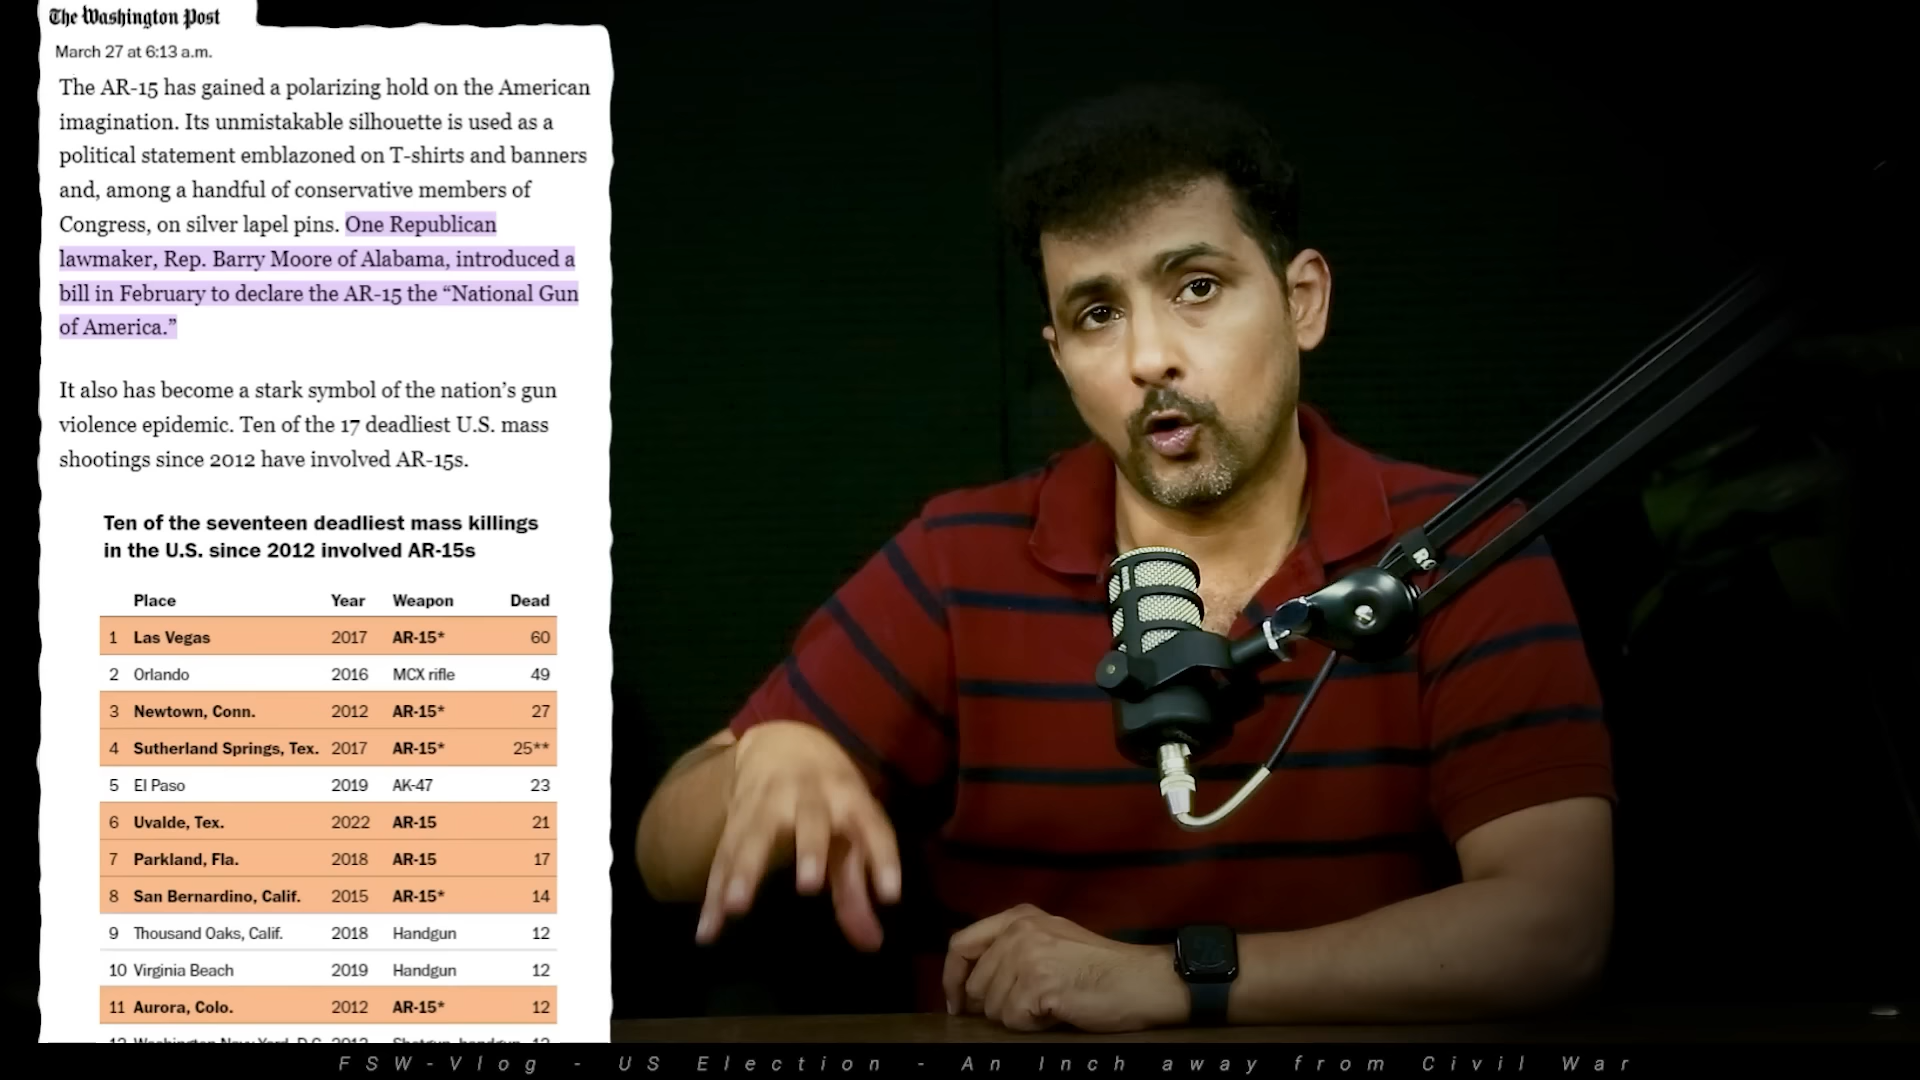 The Washington Post
March 27 at 6:13 a.m.
The AR-15 has gained a polarizing hold on the American
imagination. Its unmistakable silhouette is used as a
political statement emblazoned on T-shirts and banners
and, among a handful of conservative members of
Congress, on silver lapel pins. One Republican
lawmaker, Rep. Barry Moore of Alabama, introduced a
bill in February to declare the AR-15 the “National Gun
of America.”
It also has become a stark symbol of the nation’s gun
violence epidemic. Ten of the 17 deadliest U.S. mass
shootings since 2012 have involved AR-15s.
Ten of the seventeen deadliest mass killings
in the U.S. since 2012 involved AR-15s
Place Year Weapon Dead
1 Las Vegas 2017 AR-15* 60
2 Orlando 2016 MCX rifle 49
3 Newtown, Conn. 2012 AR-15* 27
4 Sutherland Springs, Tex. 2017 AR-15* 25**
5 El Paso 2019 AK-47 23
6 Uvalde, Tex. 2022 AR-15 21
7 Parkland, Fla. 2018 AR-15 17
8 San Bernardino, Calif. 2015 AR-15* 14
9 Thousand Oaks, Calif. 2018 Handgun 12
10 Virginia Beach 2019 Handgun 12
11 Aurora, Colo. 2012 AR-15* 12
FSW-Vlog - US Election - An Inch away from Civil War